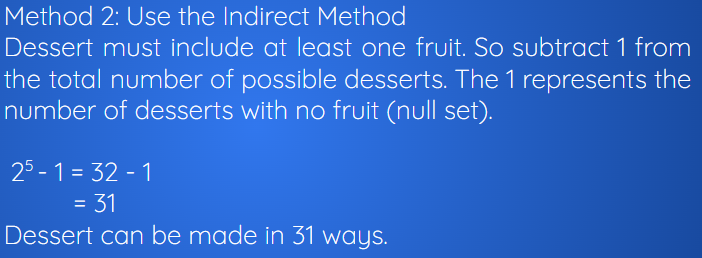 Method 2: Use the Indirect Method
Dessert must include at least one fruit. So subtract 1 from
the total number of possible desserts. The 1 represents the
number of desserts with no fruit (null set).
2⁵ - 1 = 32 - 1
= 31
Dessert can be made in 31 ways.